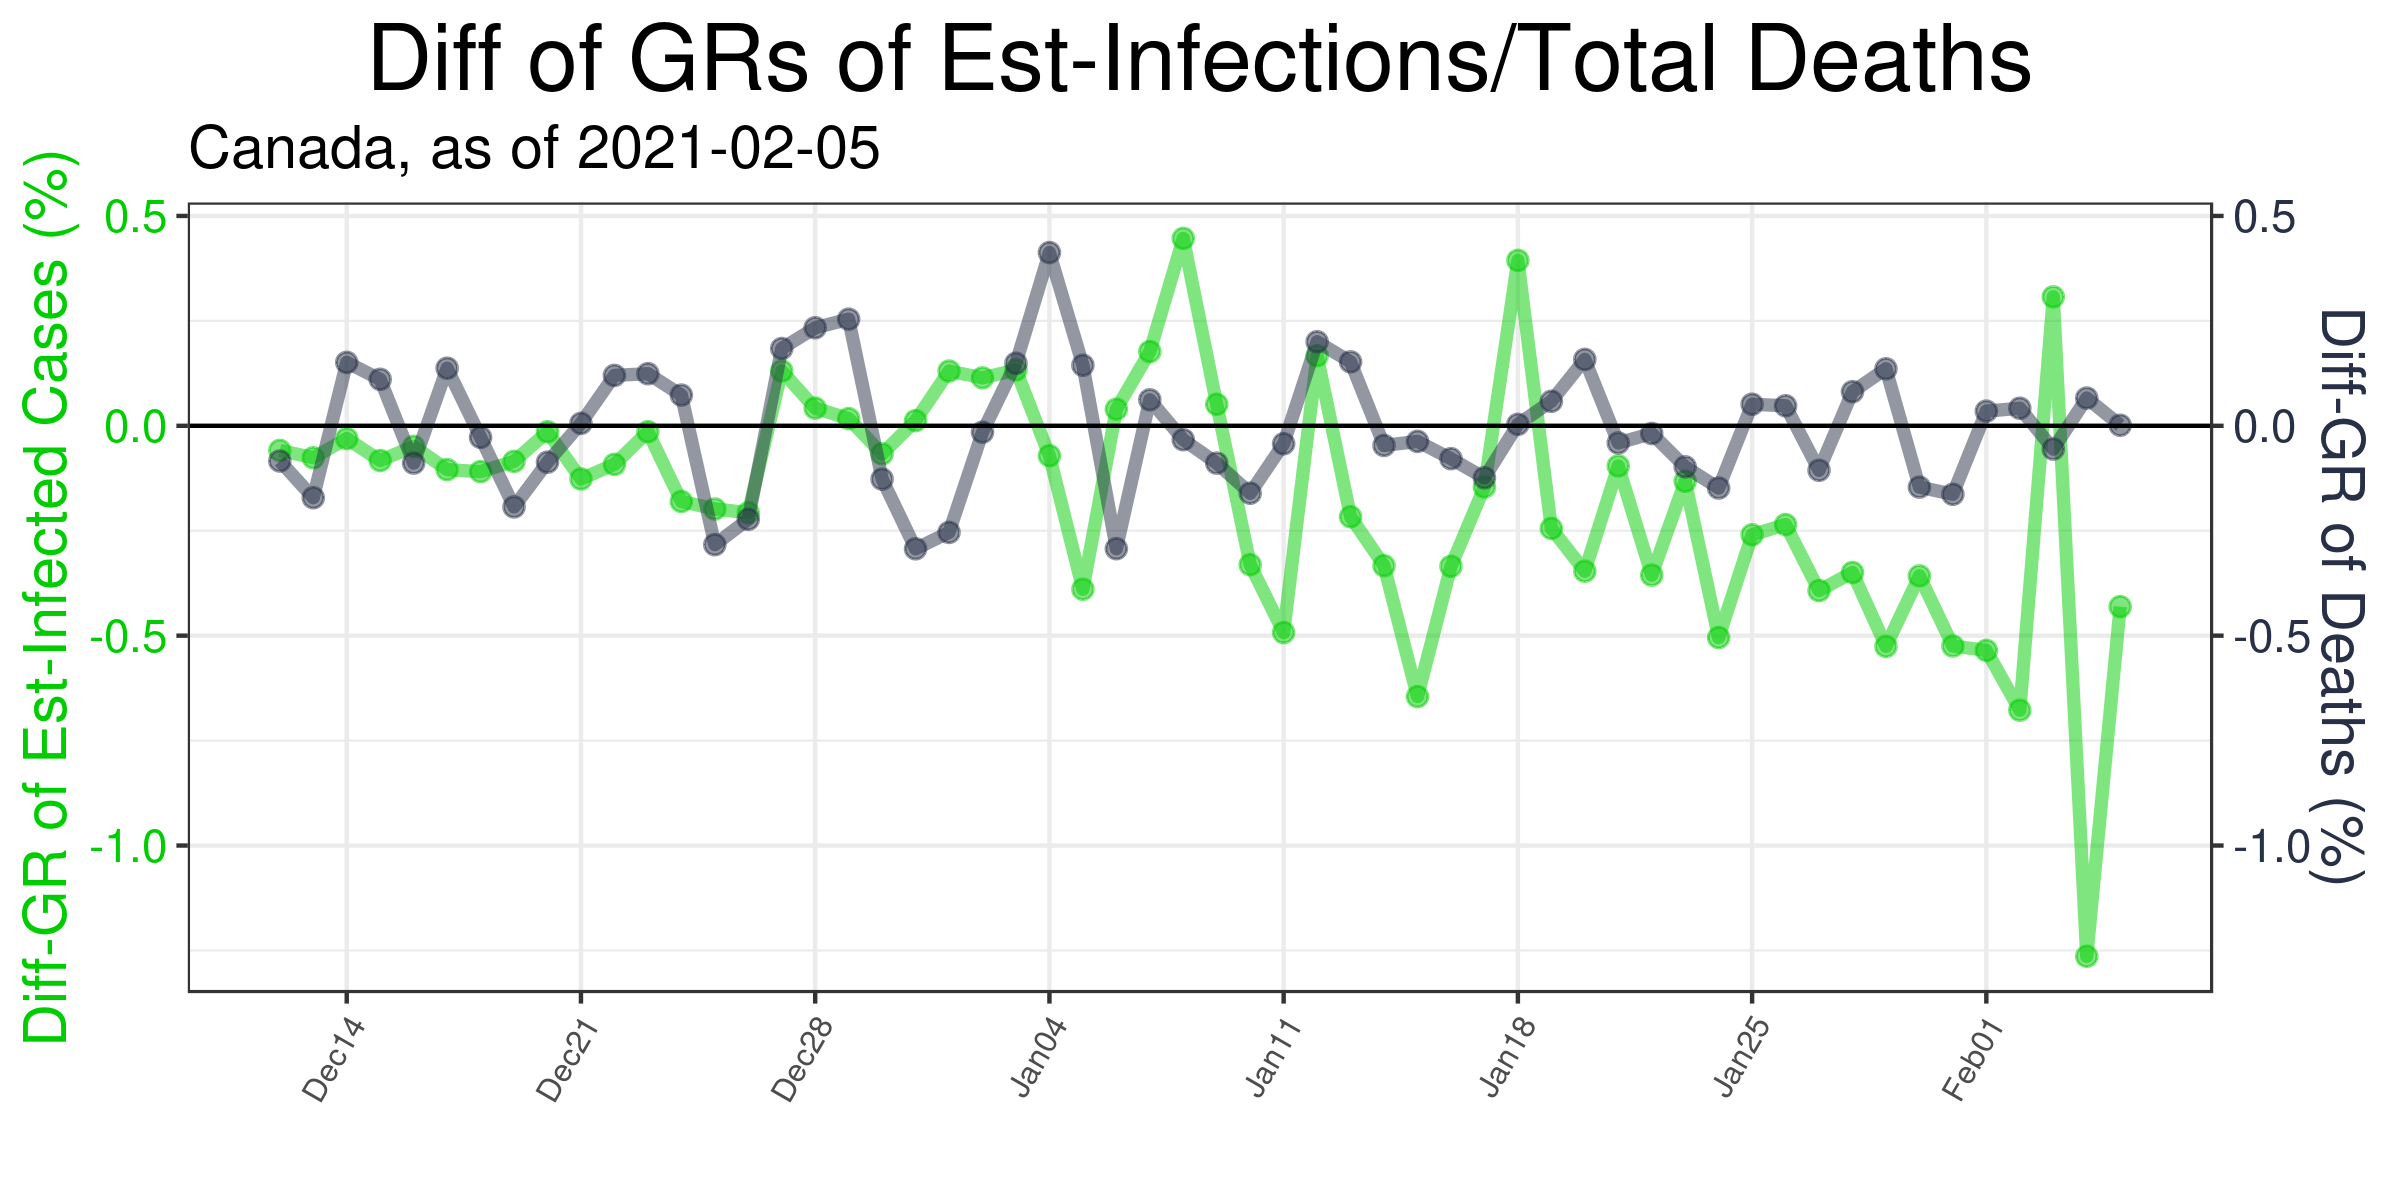 Diff of GRs of Est-Infections/Total Deaths
Canada, as of 2021-02-05
Diff-GR of Est-Infected Cases (%)
0.5
0.0
-0.5
-1.0
0.5
0.0
-0.5
-1.0
Diff-GR of Deaths (%)
Dec14
Dec21
Dec28
Jan04
Jan11
Jan18
Jan25
Feb01